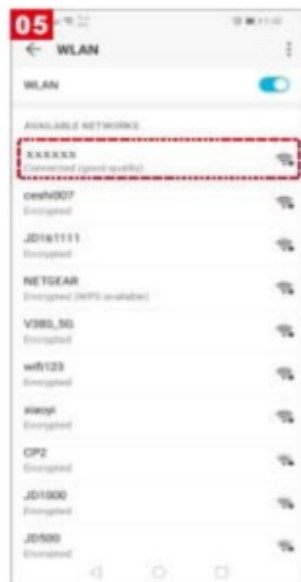 05
WLAN
WLAN
AVAILABLE NETWORKS
xxxxxx
Connected (good quality)
ceshi007
Encrypted
JD161111
Encrypted
NETGEAR
Encrypted (WPS available)
V380_5G
Encrypted
wifi123
Encrypted
xiaoyi
Encrypted
CP2
Encrypted
JD1000
Encrypted
JD500
Encrypted